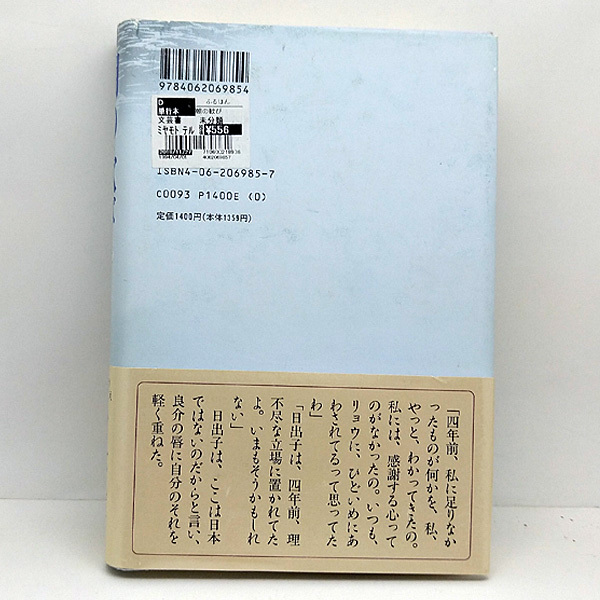 9784062069854
D
ふるほん
単行本
朝の歓び
文芸書
未分類
ミヤモト テル
¥556
ISBN4-06-206985-7
C0093 P1400E (0)
定価1400円(本体1359円)
「四年前、私に足りなか
ったものが何かを、私、
やっと、わかってきたの。
私には、感謝する心って
のがなかったの。いつも、
リョウに、ひどいめにあ
わされてるって思ってた
わ」
「日出子は、四年前、理
不尽な立場に置かれてた
よ。いまもそうかもしれ
ない」
日出子は、ここは日本
ではないのだからと言い、
良介の唇に自分のそれを
軽く重ねた。